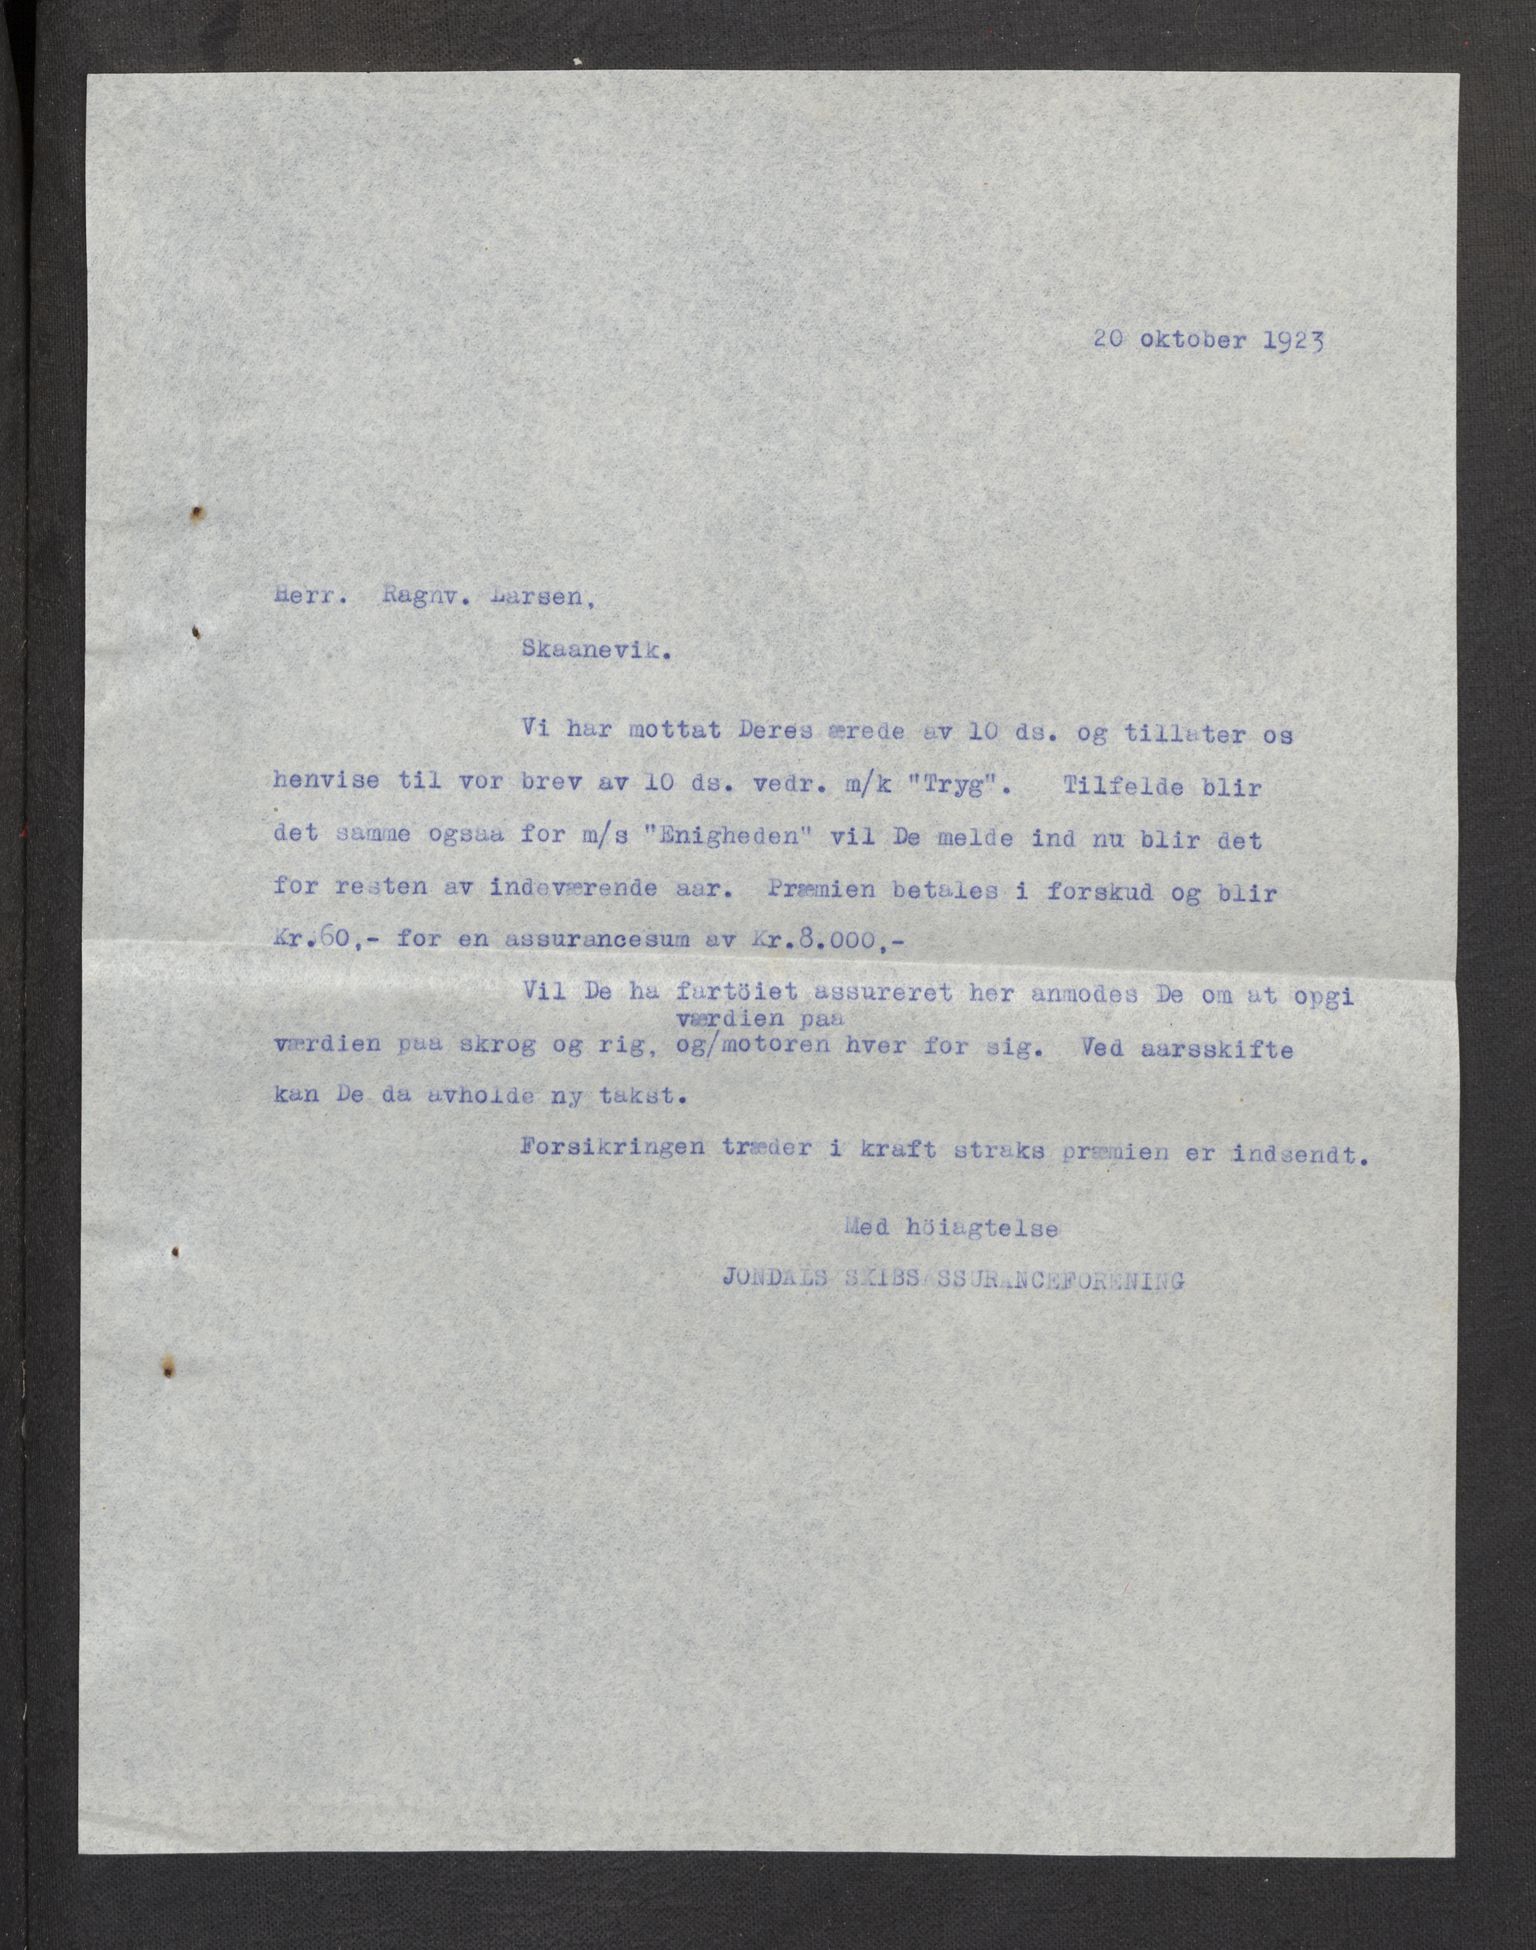 20 oktober 1923
Herr. Ragnv. Larsen,
Skaanevik.
Vi har mottat Deres ærede av 10 ds. og tillater os
henvise til vor brev av 10 ds. vedr. m/k "Tryg". Tilfelde blir
det samme ogsaa for m/s "Enigheden" vil De melde ind nu blir det
for resten av indeværende aar. Præmien betales i forskud og blir
Kr.60,- for en assurancesum av Kr.8.000,-
Vil De ha fartöiet assureret her anmodes De om at opgi
værdien paa
værdien paa skrog og rig, og/motoren hver for sig. Ved aarsskifte
kan De da avholde ny takst.
Forsikringen træder i kraft straks præmien er indsendt.
Med höiagtelse
JONDALS SKIBSASSURANCEFORENING